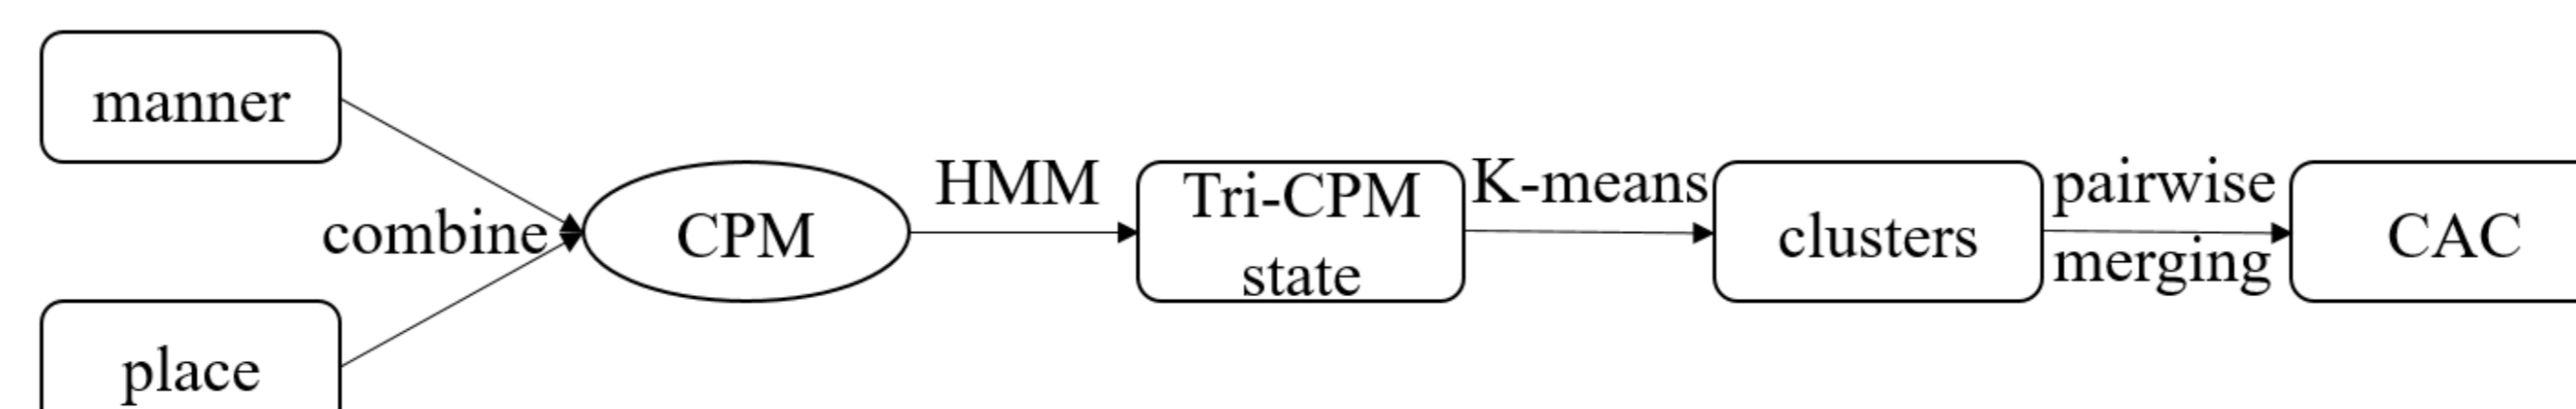 manner
combine
place
CPM
HMM
Tri-CPM
state
K-means
clusters
pairwise
merging
CAC